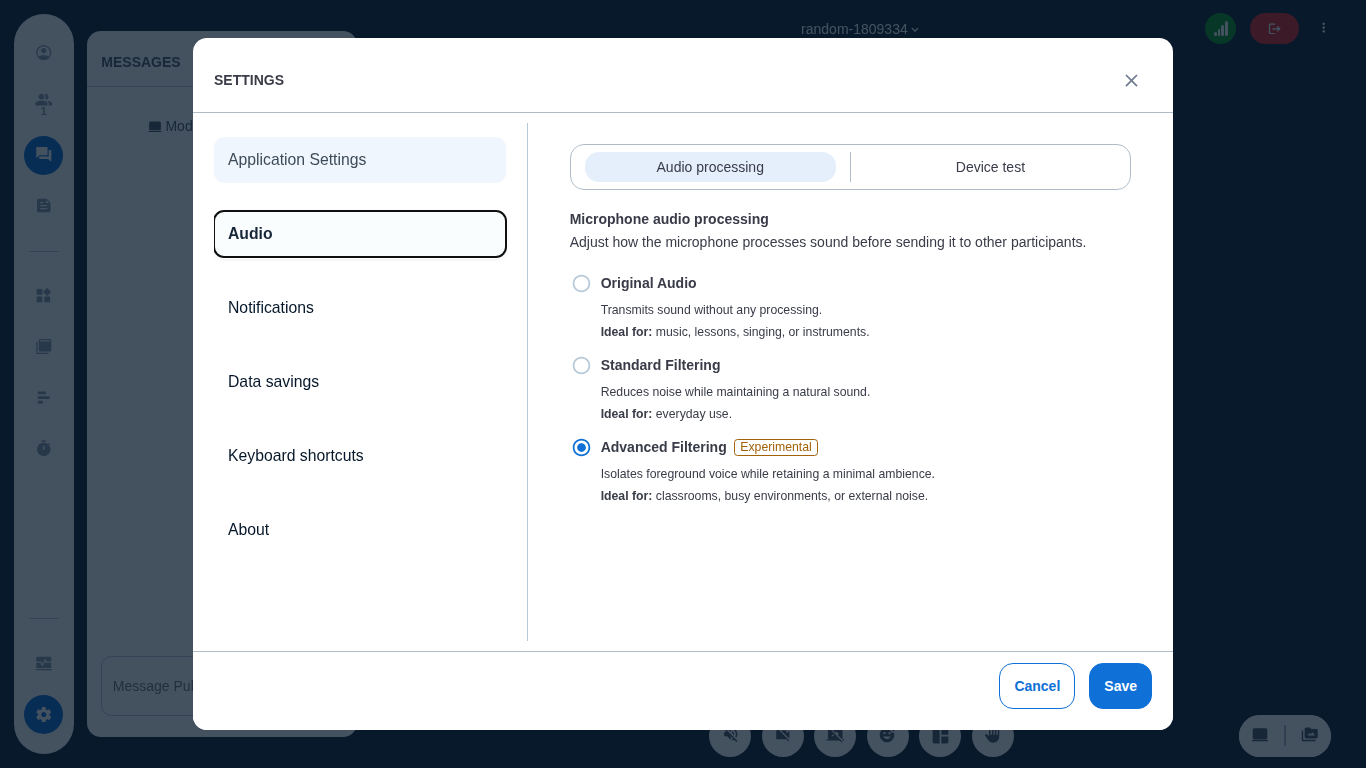 random-1809334
MESSAGES
1
Mod
Message Pul
SETTINGS
Application Settings
Audio
Notifications
Data savings
Keyboard shortcuts
About
Audio processing
Device test
Microphone audio processing
Adjust how the microphone processes sound before sending it to other participants.
Original Audio
Transmits sound without any processing.
Ideal for: music, lessons, singing, or instruments.
Standard Filtering
Reduces noise while maintaining a natural sound.
Ideal for: everyday use.
Advanced Filtering Experimental
Isolates foreground voice while retaining a minimal ambience.
Ideal for: classrooms, busy environments, or external noise.
Cancel
Save